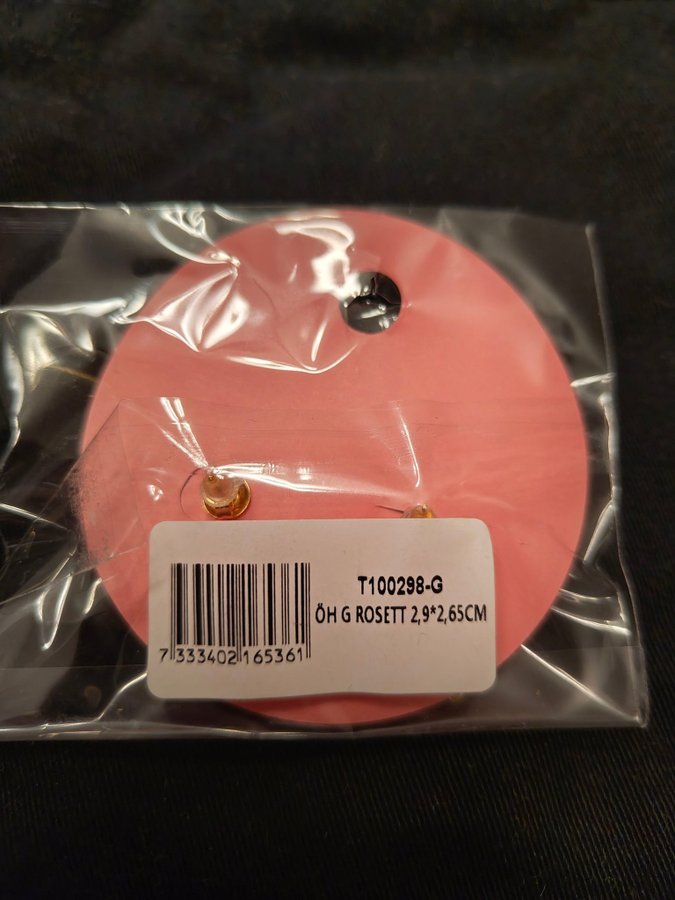 T100298-G
ÖH G ROSETT 2,9*2,65CM
7 333402 165361